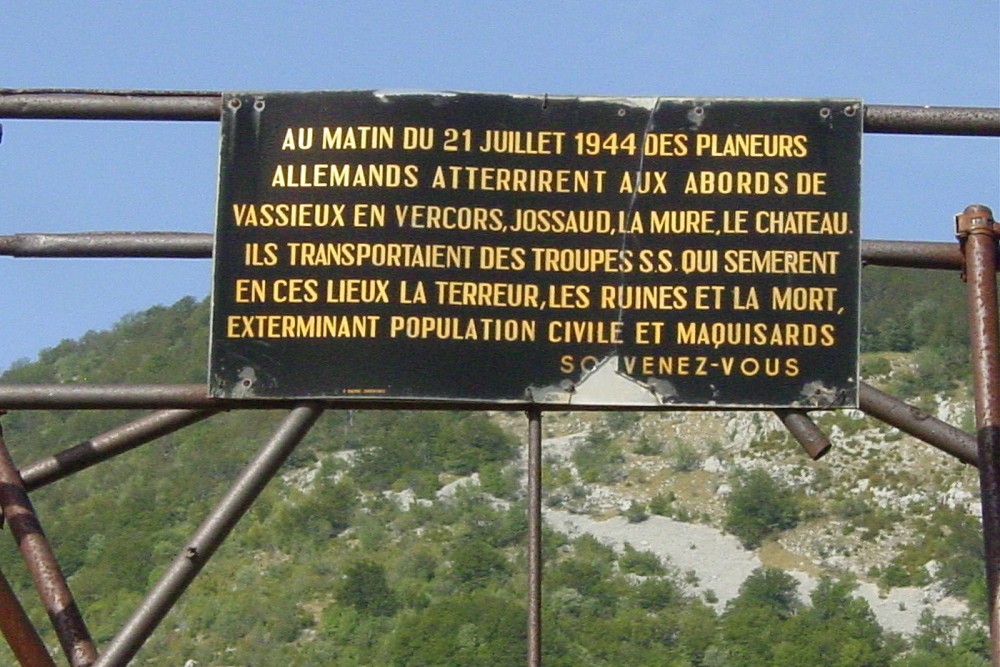 AU MATIN DU 21 JUILLET 1944 DES PLANEURS
ALLEMANDS ATTERRIRENT AUX ABORDS DE
VASSIEUX EN VERCORS, JOSSAUD, LA MURE, LE CHATEAU.
ILS TRANSPORTAIENT DES TROUPES S.S. QUI SEMERENT
EN CES LIEUX LA TERREUR, LES RUINES ET LA MORT,
EXTERMINANT POPULATION CIVILE ET MAQUISARDS
SOUVENEZ-VOUS